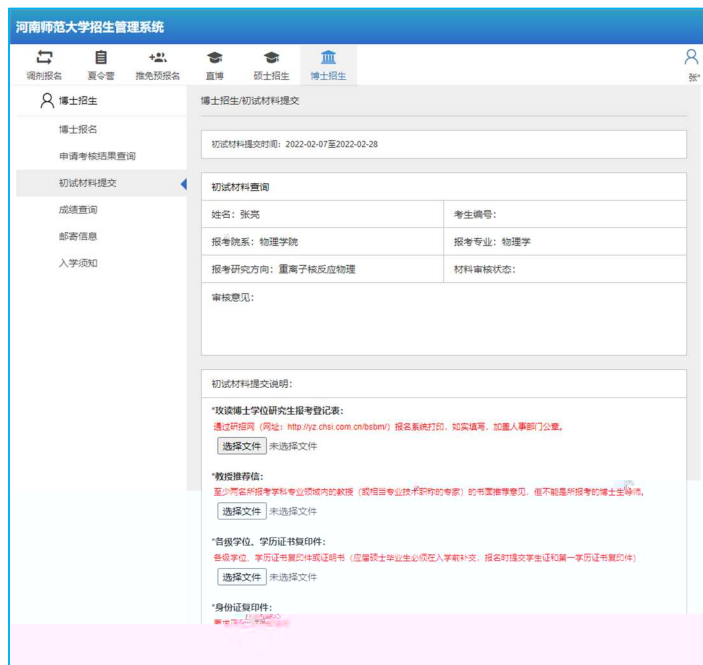 河南师范大学招生管理系统
调剂报名 夏令营 推免预报名 直博 硕士招生 博士招生 张*
博士招生
博士报名
申请考核结果查询
初试材料提交
成绩查询
邮寄信息
入学须知
博士招生/初试材料提交
初试材料提交时间：2022-02-07至2022-02-28
初试材料查询
姓名：张亮 考生编号：
报考院系：物理学院 报考专业：物理学
报考研究方向：重离子核反应物理 材料审核状态：
审核意见：
初试材料提交说明：
*攻读博士学位研究生报考登记表：
通过研招网（网址：http://yz.chsi.com.cn/bsbm/）报名系统打印，如实填写，加盖人事部门公章。
选择文件 未选择文件
*教授推荐信：
至少两名所报考学科专业领域内的教授（或相当专业技术职称的专家）的书面推荐意见，但不能是所报考的博士生导师。
选择文件 未选择文件
*各级学位、学历证书复印件：
各级学位、学历证书复印件或证明书（应届硕士毕业生必须在入学前补交，报名时提交学生证和第一学历证书复印件）
选择文件 未选择文件
*身份证复印件：